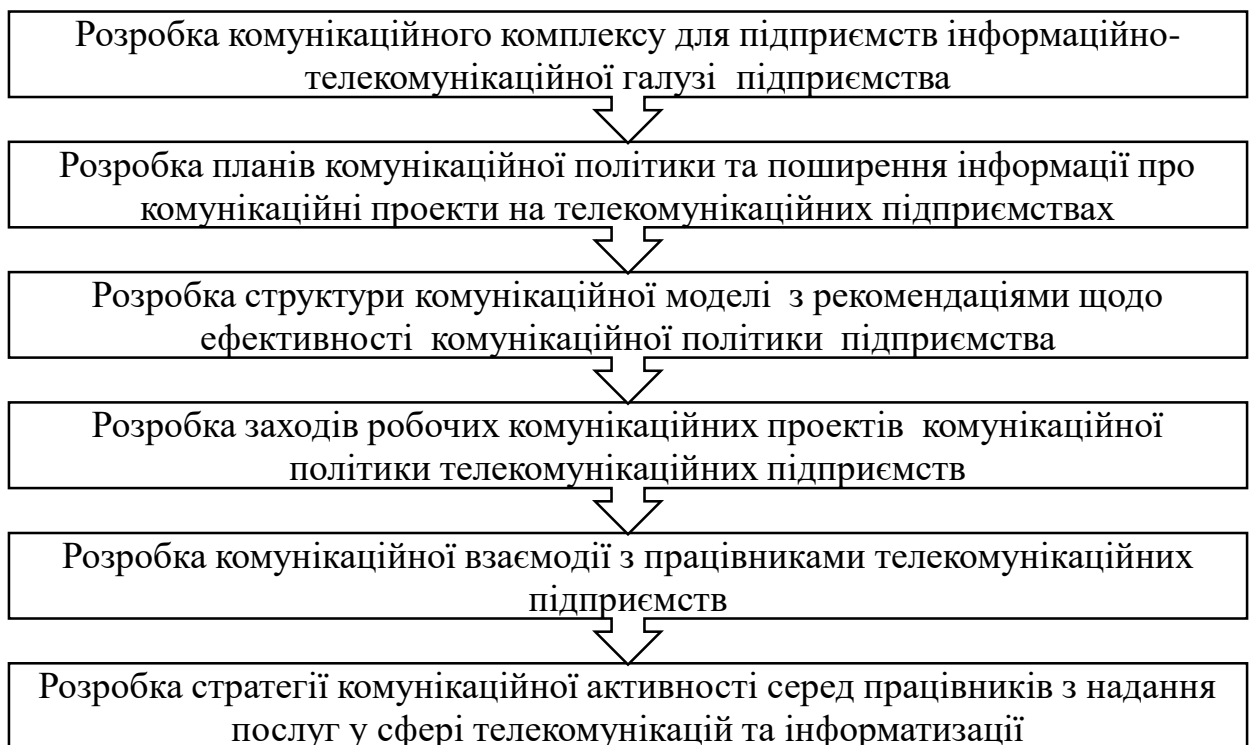 Розробка комунікаційного комплексу для підприємств інформаційно-
телекомунікаційної галузі підприємства
Розробка планів комунікаційної політики та поширення інформації про
комунікаційні проекти на телекомунікаційних підприємствах
Розробка структури комунікаційної моделі з рекомендаціями щодо
ефективності комунікаційної політики підприємства
Розробка заходів робочих комунікаційних проектів комунікаційної
політики телекомунікаційних підприємств
Розробка комунікаційної взаємодії з працівниками телекомунікаційних
підприємств
Розробка стратегії комунікаційної активності серед працівників з надання
послуг у сфері телекомунікацій та інформатизації